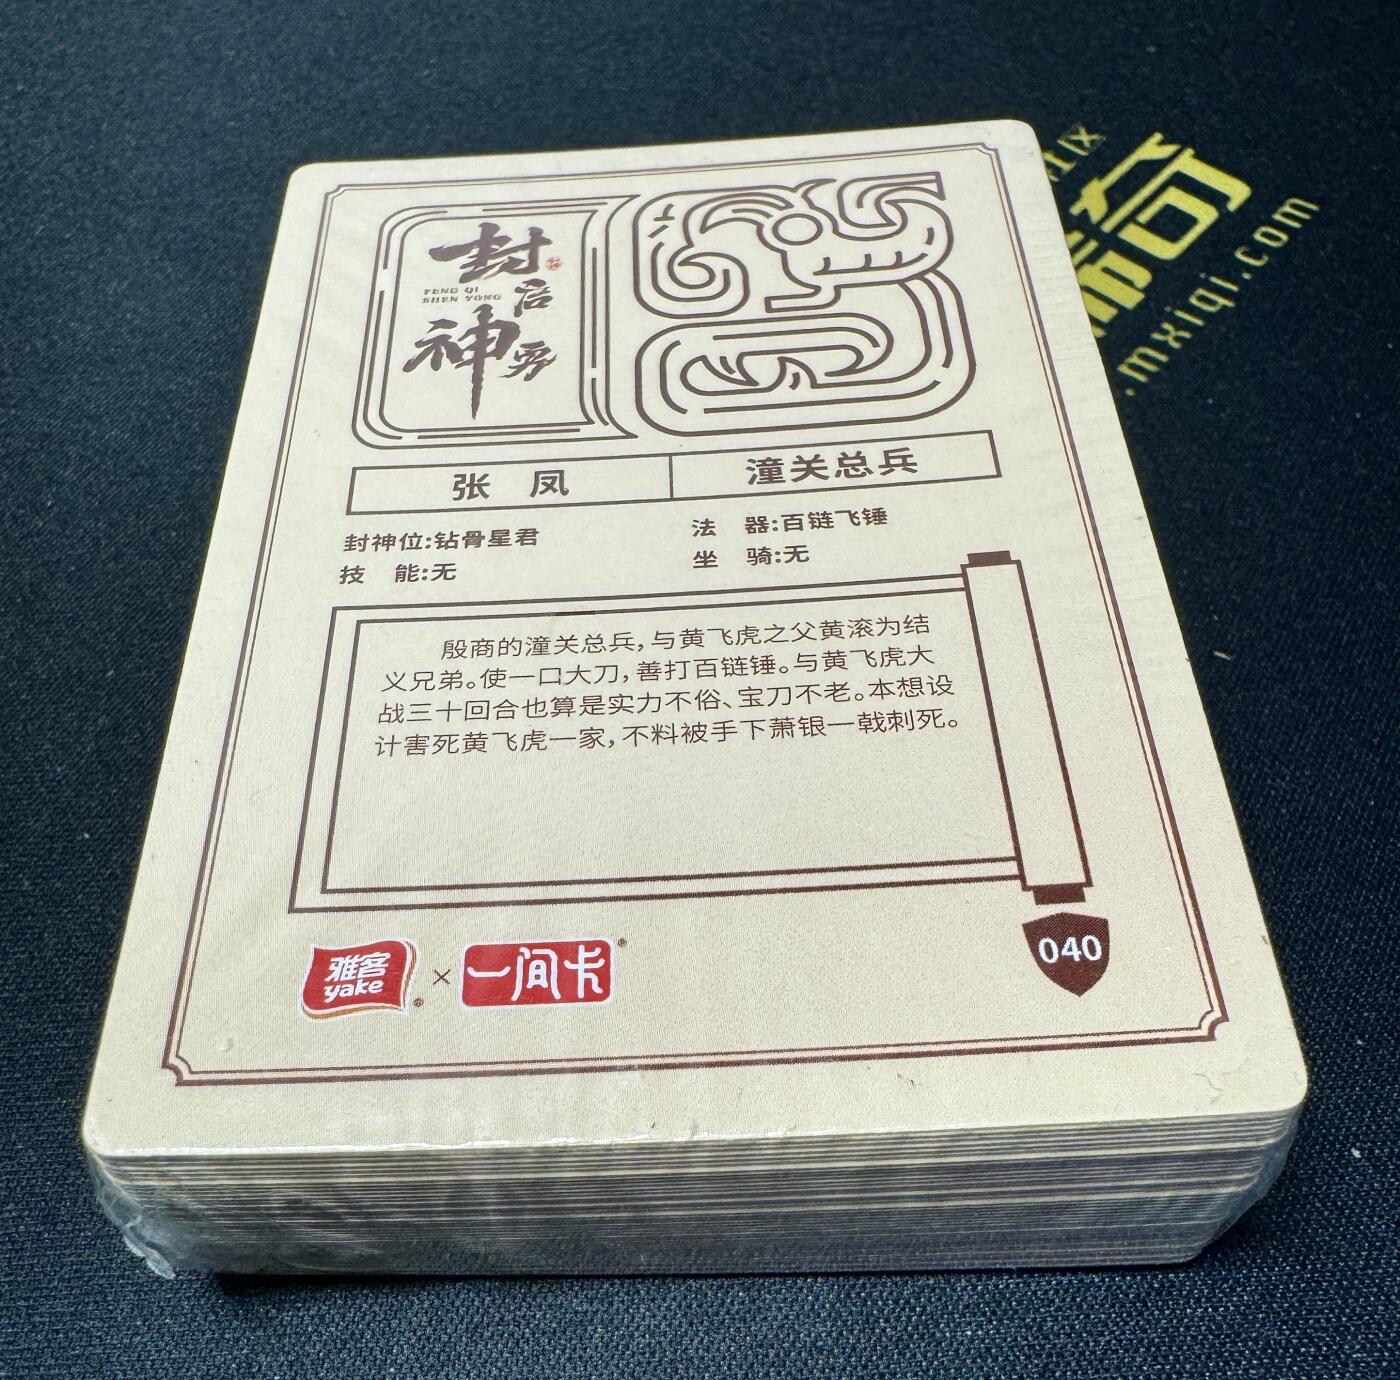 封启
神勇
FENG QI
SHEN YONG
张 凤
潼关总兵
封神位:钻骨星君
法 器:百链飞锤
技 能:无
坐 骑:无
殷商的潼关总兵,与黄飞虎之父黄滚为结
义兄弟。使一口大刀,善打百链锤。与黄飞虎大
战三十回合也算是实力不俗、宝刀不老。本想设
计害死黄飞虎一家,不料被手下萧银一戟刺死。
雅客
yake
®
×
一间卡
®
040
奇
.mxiqi.com